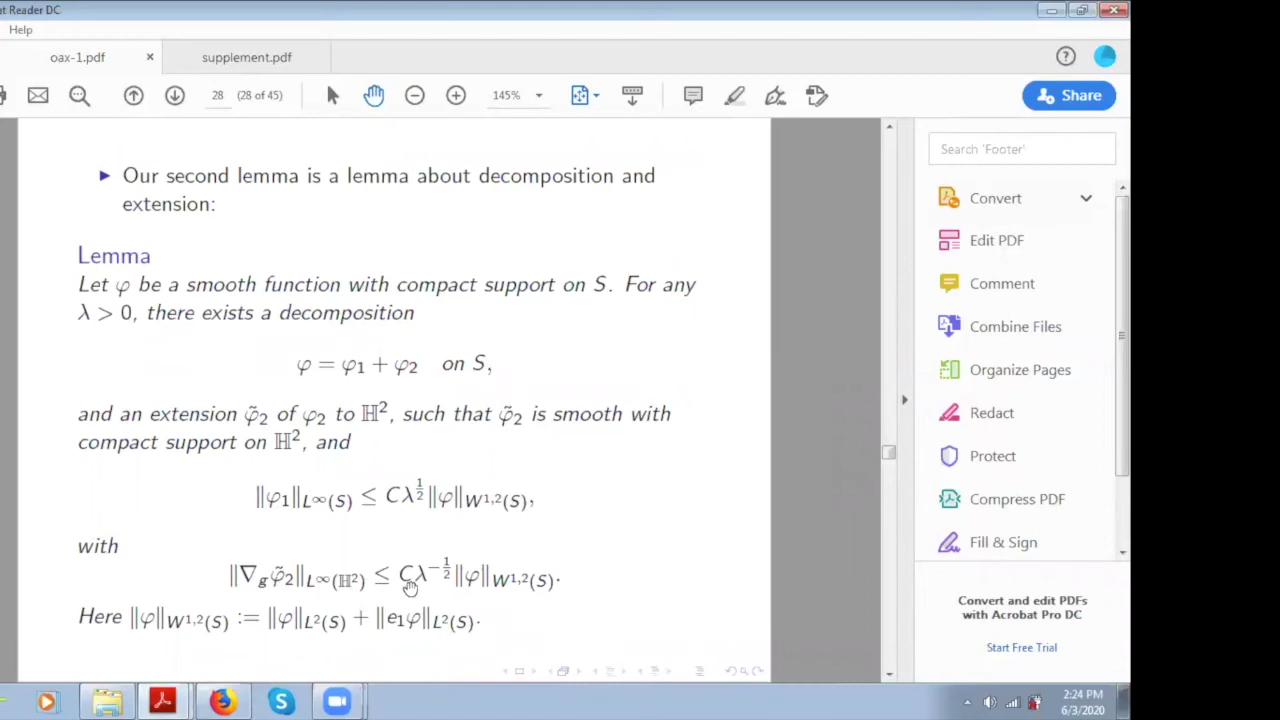 at Reader DC
Help
oax-1.pdf
supplement.pdf
28 (28 of 45)
145%
Share
▶ Our second lemma is a lemma about decomposition and
extension:
Lemma
Let φ be a smooth function with compact support on S. For any
λ > 0, there exists a decomposition
φ = φ₁ + φ₂ on S,
and an extension φ̃₂ of φ₂ to ℍ², such that φ̃₂ is smooth with
compact support on ℍ², and
‖φ₁‖_{L^∞(S)} ≤ Cλ^{1/2}‖φ‖_{W^{1,2}(S)},
with
‖∇_g φ̃₂‖_{L^∞(ℍ²)} ≤ Cλ^{-1/2}‖φ‖_{W^{1,2}(S)}.
Here ‖φ‖_{W^{1,2}(S)} := ‖φ‖_{L²(S)} + ‖e₁φ‖_{L²(S)}.
Search 'Footer'
Convert
Edit PDF
Comment
Combine Files
Organize Pages
Redact
Protect
Compress PDF
Fill & Sign
Convert and edit PDFs
with Acrobat Pro DC
Start Free Trial
2:24 PM
6/3/2020